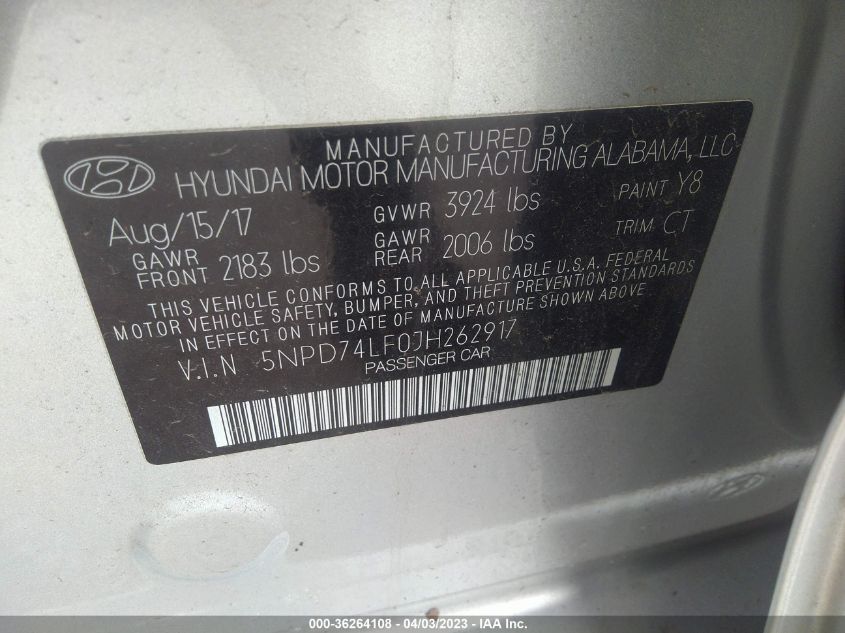 MANUFACTURED BY
HYUNDAI MOTOR MANUFACTURING ALABAMA, LLC
Aug/15/17 GVWR 3924 lbs PAINT Y8
GAWR FRONT 2183 lbs GAWR REAR 2006 lbs TRIM CT
THIS VEHICLE CONFORMS TO ALL APPLICABLE U.S.A. FEDERAL
MOTOR VEHICLE SAFETY, BUMPER, AND THEFT PREVENTION STANDARDS
IN EFFECT ON THE DATE OF MANUFACTURE SHOWN ABOVE
V.I.N 5NPD74LF0JH262917
PASSENGER CAR
000-36264108 - 04/03/2023 - IAA Inc.